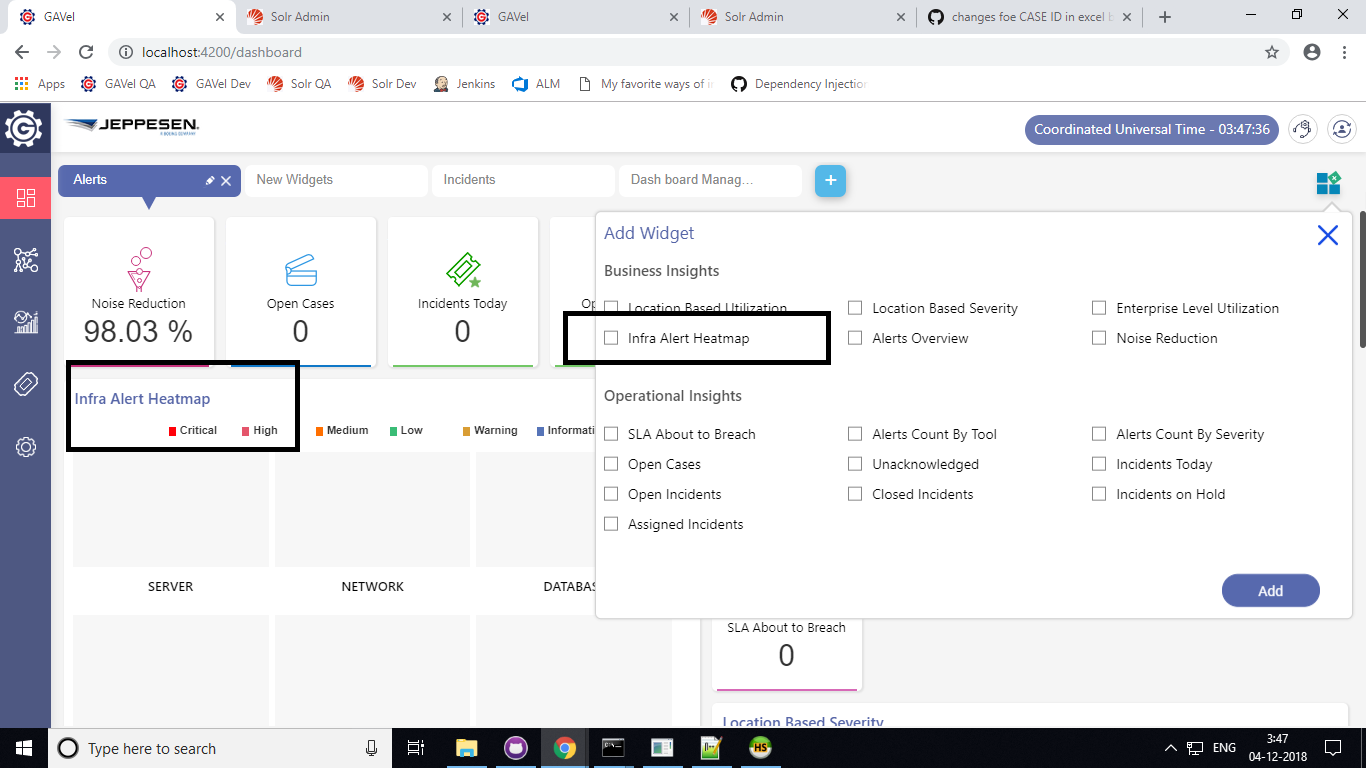 GAVel
Solr Admin
GAVel
Solr Admin
changes foe CASE ID in excel
localhost:4200/dashboard
Apps
GAVel QA
GAVel Dev
Solr QA
Solr Dev
Jenkins
ALM
My favorite ways of
Dependency Injection
JEPPESEN
Coordinated Universal Time - 03:47:36
Alerts
New Widgets
Incidents
Dash board Manag...
Noise Reduction
98.03 %
Open Cases
0
Incidents Today
0
Op
Add Widget
Business Insights
Location Based Utilization
Location Based Severity
Enterprise Level Utilization
Infra Alert Heatmap
Alerts Overview
Noise Reduction
Operational Insights
SLA About to Breach
Alerts Count By Tool
Alerts Count By Severity
Open Cases
Unacknowledged
Incidents Today
Open Incidents
Closed Incidents
Incidents on Hold
Assigned Incidents
Add
Infra Alert Heatmap
Critical
High
Medium
Low
Warning
Informati
SERVER
NETWORK
DATABAS
SLA About to Breach
0
Location Based Severity
Type here to search
HS
ENG
3:47
04-12-2018